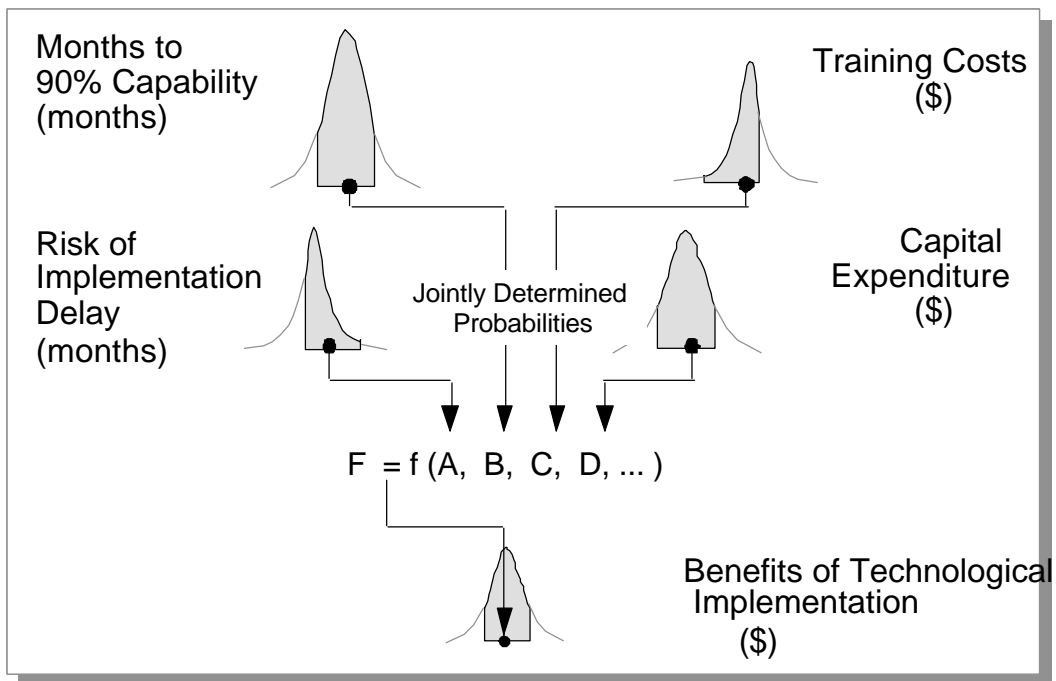 Months to
90% Capability
(months)
Training Costs
($)
Risk of
Implementation
Delay
(months)
Capital
Expenditure
($)
Jointly Determined
Probabilities
F = f (A, B, C, D, ... )
Benefits of Technological
Implementation
($)